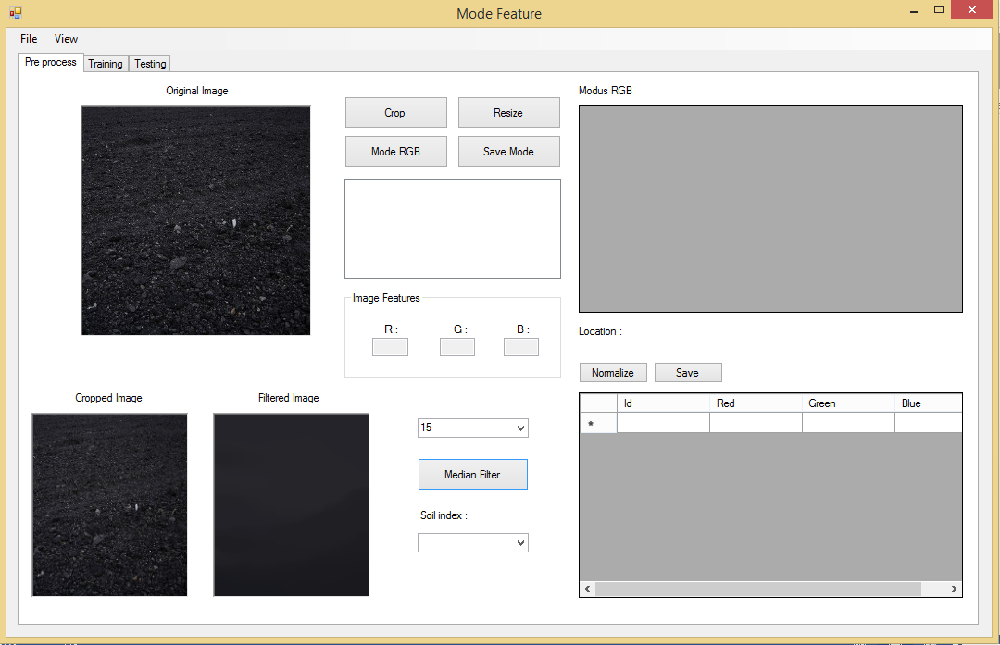 Mode Feature
File View
Pre process Training Testing
Original Image
Crop Resize
Mode RGB Save Mode
Modus RGB
Image Features
R : G : B :
Location :
Normalize Save
Cropped Image Filtered Image
15
Median Filter
Soil index :
Id Red Green Blue
*